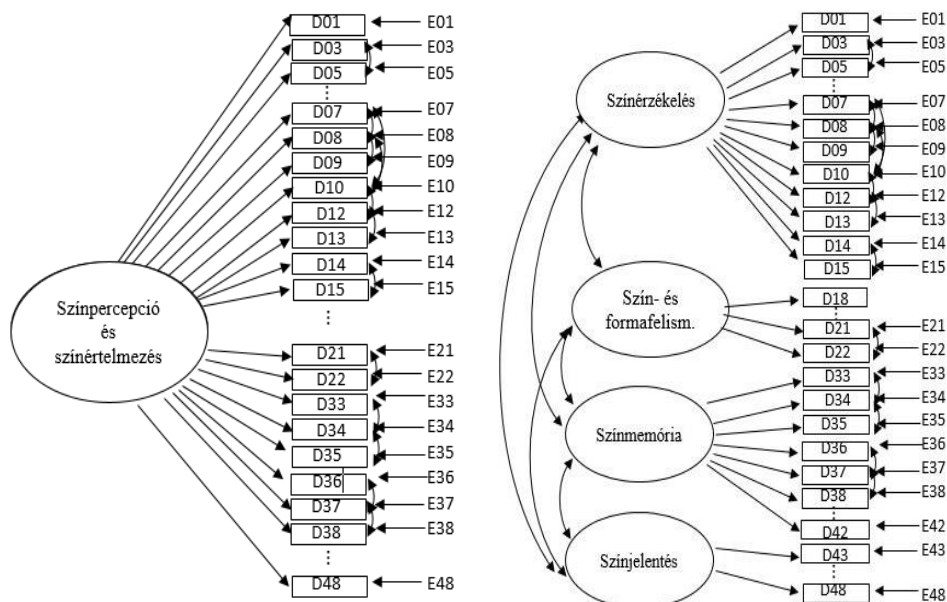 D01 E01
D03 E03
D05 E05
D07 E07
D08 E08
D09 E09
D10 E10
D12 E12
D13 E13
D14 E14
D15 E15
Színpercepció
és
színértelmezés
D21 E21
D22 E22
D33 E33
D34 E34
D35 E35
D36 E36
D37 E37
D38 E38
D48 E48
D01 E01
D03 E03
D05 E05
Színérzékelés
D07 E07
D08 E08
D09 E09
D10 E10
D12 E12
D13 E13
D14 E14
D15 E15
Szín- és
formafelism.
D18
D21 E21
D22 E22
D33 E33
D34 E34
Színmemória
D35 E35
D36 E36
D37 E37
D38 E38
D42 E42
D43 E43
Színjelentés
D48 E48